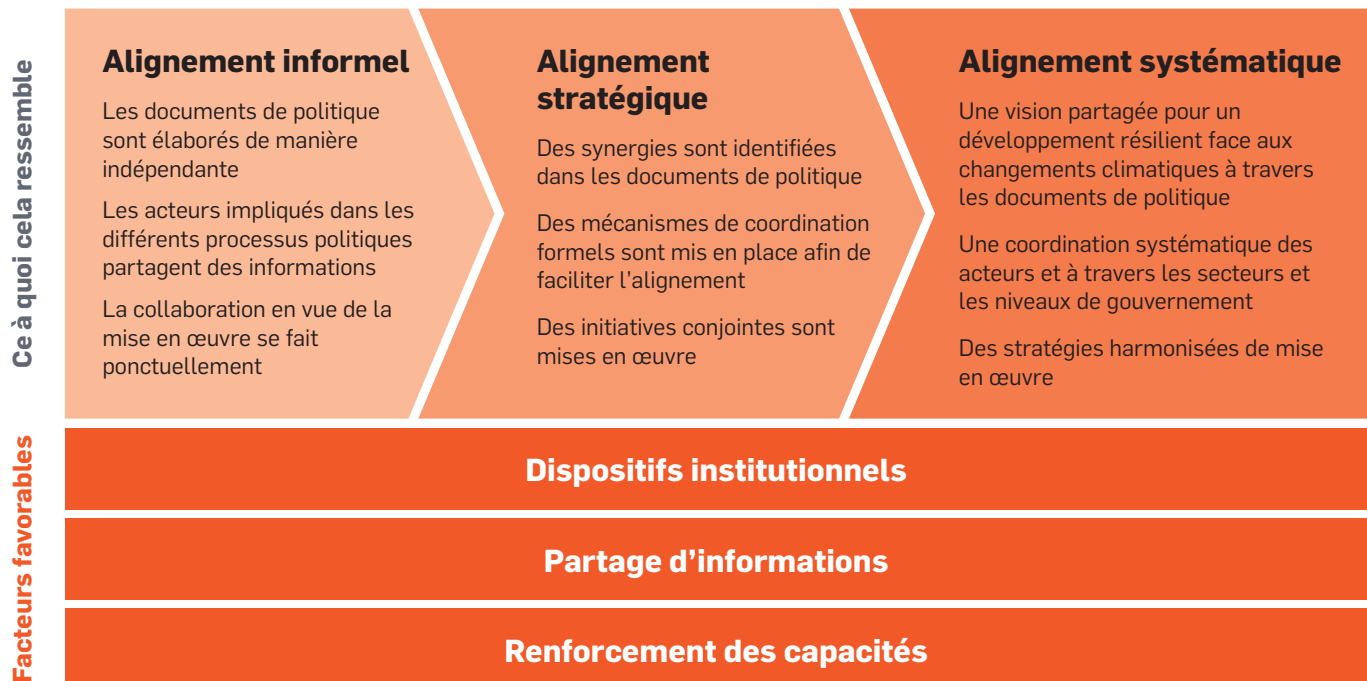 Ce à quoi cela ressemble
Alignement informel
Les documents de politique
sont élaborés de manière
indépendante
Les acteurs impliqués dans les
différents processus politiques
partagent des informations
La collaboration en vue de la
mise en œuvre se fait
ponctuellement
Alignement
stratégique
Des synergies sont identifiées
dans les documents de politique
Des mécanismes de coordination
formels sont mis en place afin de
faciliter l’alignement
Des initiatives conjointes sont
mises en œuvre
Alignement systématique
Une vision partagée pour un
développement résilient face aux
changements climatiques à travers
les documents de politique
Une coordination systématique des
acteurs et à travers les secteurs et
les niveaux de gouvernement
Des stratégies harmonisées de mise
en œuvre
Facteurs favorables
Dispositifs institutionnels
Partage d’informations
Renforcement des capacités